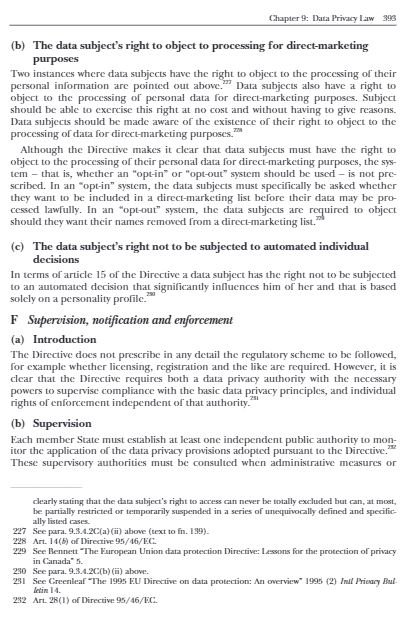 Chapter 9: Data Privacy Law 393
(b) The data subject's right to object to processing for direct-marketing
purposes
Two instances where data subjects have the right to object to the processing of their
personal information are pointed out above.227 Data subjects also have a right to
object to the processing of personal data for direct-marketing purposes. Subject
should be able to exercise this right at no cost and without having to give reasons.
Data subjects should be made aware of the existence of their right to object to the
processing of data for direct-marketing purposes.228
Although the Directive makes it clear that data subjects must have the right to
object to the processing of their personal data for direct-marketing purposes, the sys-
tem – that is, whether an "opt-in" or "opt-out" system should be used – is not pre-
scribed. In an "opt-in" system, the data subjects must specifically be asked whether
they want to be included in a direct-marketing list before their data may be pro-
cessed lawfully. In an "opt-out" system, the data subjects are required to object
should they want their names removed from a direct-marketing list.229
(c) The data subject's right not to be subjected to automated individual
decisions
In terms of article 15 of the Directive a data subject has the right not to be subjected
to an automated decision that significantly influences him of her and that is based
solely on a personality profile.230
F Supervision, notification and enforcement
(a) Introduction
The Directive does not prescribe in any detail the regulatory scheme to be followed,
for example whether licensing, registration and the like are required. However, it is
clear that the Directive requires both a data privacy authority with the necessary
powers to supervise compliance with the basic data privacy principles, and individual
rights of enforcement independent of that authority.231
(b) Supervision
Each member State must establish at least one independent public authority to mon-
itor the application of the data privacy provisions adopted pursuant to the Directive.232
These supervisory authorities must be consulted when administrative measures or
clearly stating that the data subject's right to access can never be totally excluded but can, at most,
be partially restricted or temporarily suspended in a series of unequivocally defined and specific-
ally listed cases.
227 See para. 9.3.4.2C(a)(ii) above (text to fn. 139).
228 Art. 14(b) of Directive 95/46/EC.
229 See Bennett "The European Union data protection Directive: Lessons for the protection of privacy
in Canada" 5.
230 See para. 9.3.4.2C(b)(ii) above.
231 See Greenleaf "The 1995 EU Directive on data protection: An overview" 1995 (2) Intl Privacy Bul-
letin 14.
232 Art. 28(1) of Directive 95/46/EC.